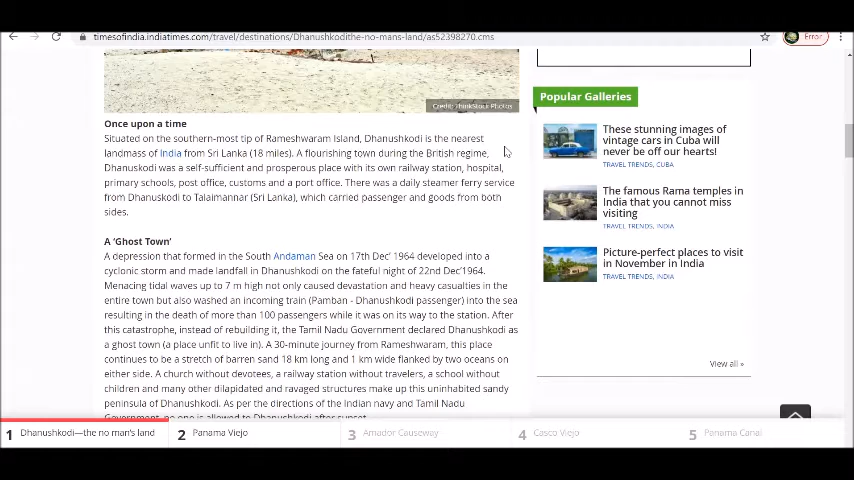 timesofindia.indiatimes.com/travel/destinations/Dhanushkodithe-no-mans-land/as52398270.cms
Error
Credit: ThinkStock Photos
Once upon a time
Situated on the southern-most tip of Rameshwaram Island, Dhanushkodi is the nearest
landmass of India from Sri Lanka (18 miles). A flourishing town during the British regime,
Dhanuskodi was a self-sufficient and prosperous place with its own railway station, hospital,
primary schools, post office, customs and a port office. There was a daily steamer ferry service
from Dhanuskodi to Talaimannar (Sri Lanka), which carried passenger and goods from both
sides.
A ‘Ghost Town’
A depression that formed in the South Andaman Sea on 17th Dec’ 1964 developed into a
cyclonic storm and made landfall in Dhanushkodi on the fateful night of 22nd Dec’1964.
Menacing tidal waves up to 7 m high not only caused devastation and heavy casualties in the
entire town but also washed an incoming train (Pamban - Dhanushkodi passenger) into the sea
resulting in the death of more than 100 passengers while it was on its way to the station. After
this catastrophe, instead of rebuilding it, the Tamil Nadu Government declared Dhanushkodi as
a ghost town (a place unfit to live in). A 30-minute journey from Rameshwaram, this place
continues to be a stretch of barren sand 18 km long and 1 km wide flanked by two oceans on
either side. A church without devotees, a railway station without travelers, a school without
children and many other dilapidated and ravaged structures make up this uninhabited sandy
peninsula of Dhanushkodi. As per the directions of the Indian navy and Tamil Nadu
Government, no one is allowed to Dhanushkodi after sunset.
Popular Galleries
These stunning images of
vintage cars in Cuba will
never be off our hearts!
TRAVEL TRENDS, CUBA
The famous Rama temples in
India that you cannot miss
visiting
TRAVEL TRENDS, INDIA
Picture-perfect places to visit
in November in India
TRAVEL TRENDS, INDIA
View all »
1 Dhanushkodi—the no man's land
2 Panama Viejo
3 Amador Causeway
4 Casco Viejo
5 Panama Canal